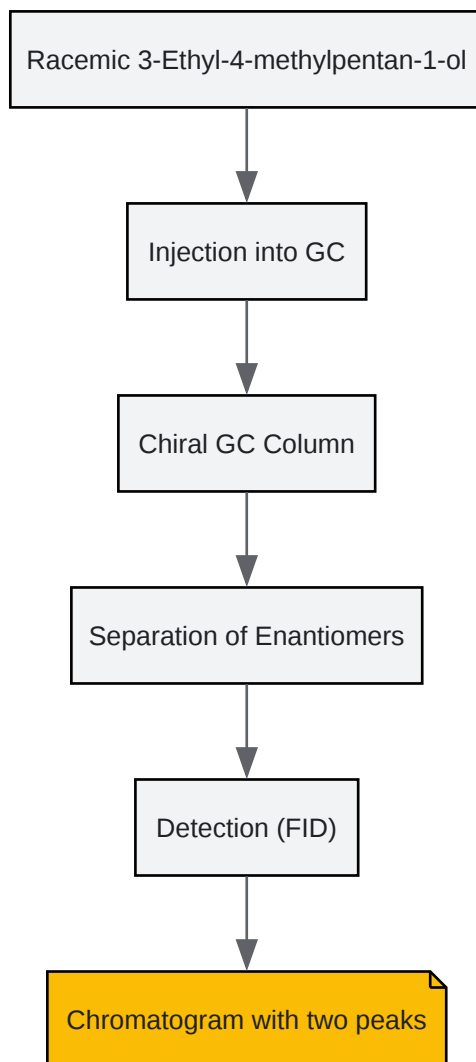 Racemic 3-Ethyl-4-methylpentan-1-ol
Injection into GC
Chiral GC Column
Separation of Enantiomers
Detection (FID)
Chromatogram with two peaks